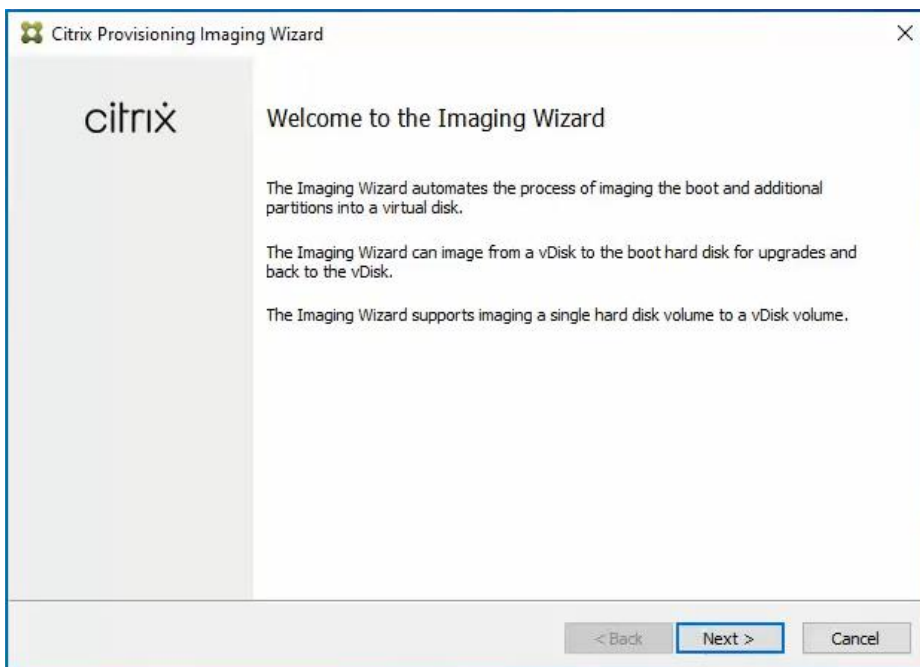 Citrix Provisioning Imaging Wizard
citrix
Welcome to the Imaging Wizard
The Imaging Wizard automates the process of imaging the boot and additional
partitions into a virtual disk.
The Imaging Wizard can image from a vDisk to the boot hard disk for upgrades and
back to the vDisk.
The Imaging Wizard supports imaging a single hard disk volume to a vDisk volume.
< Back
Next >
Cancel